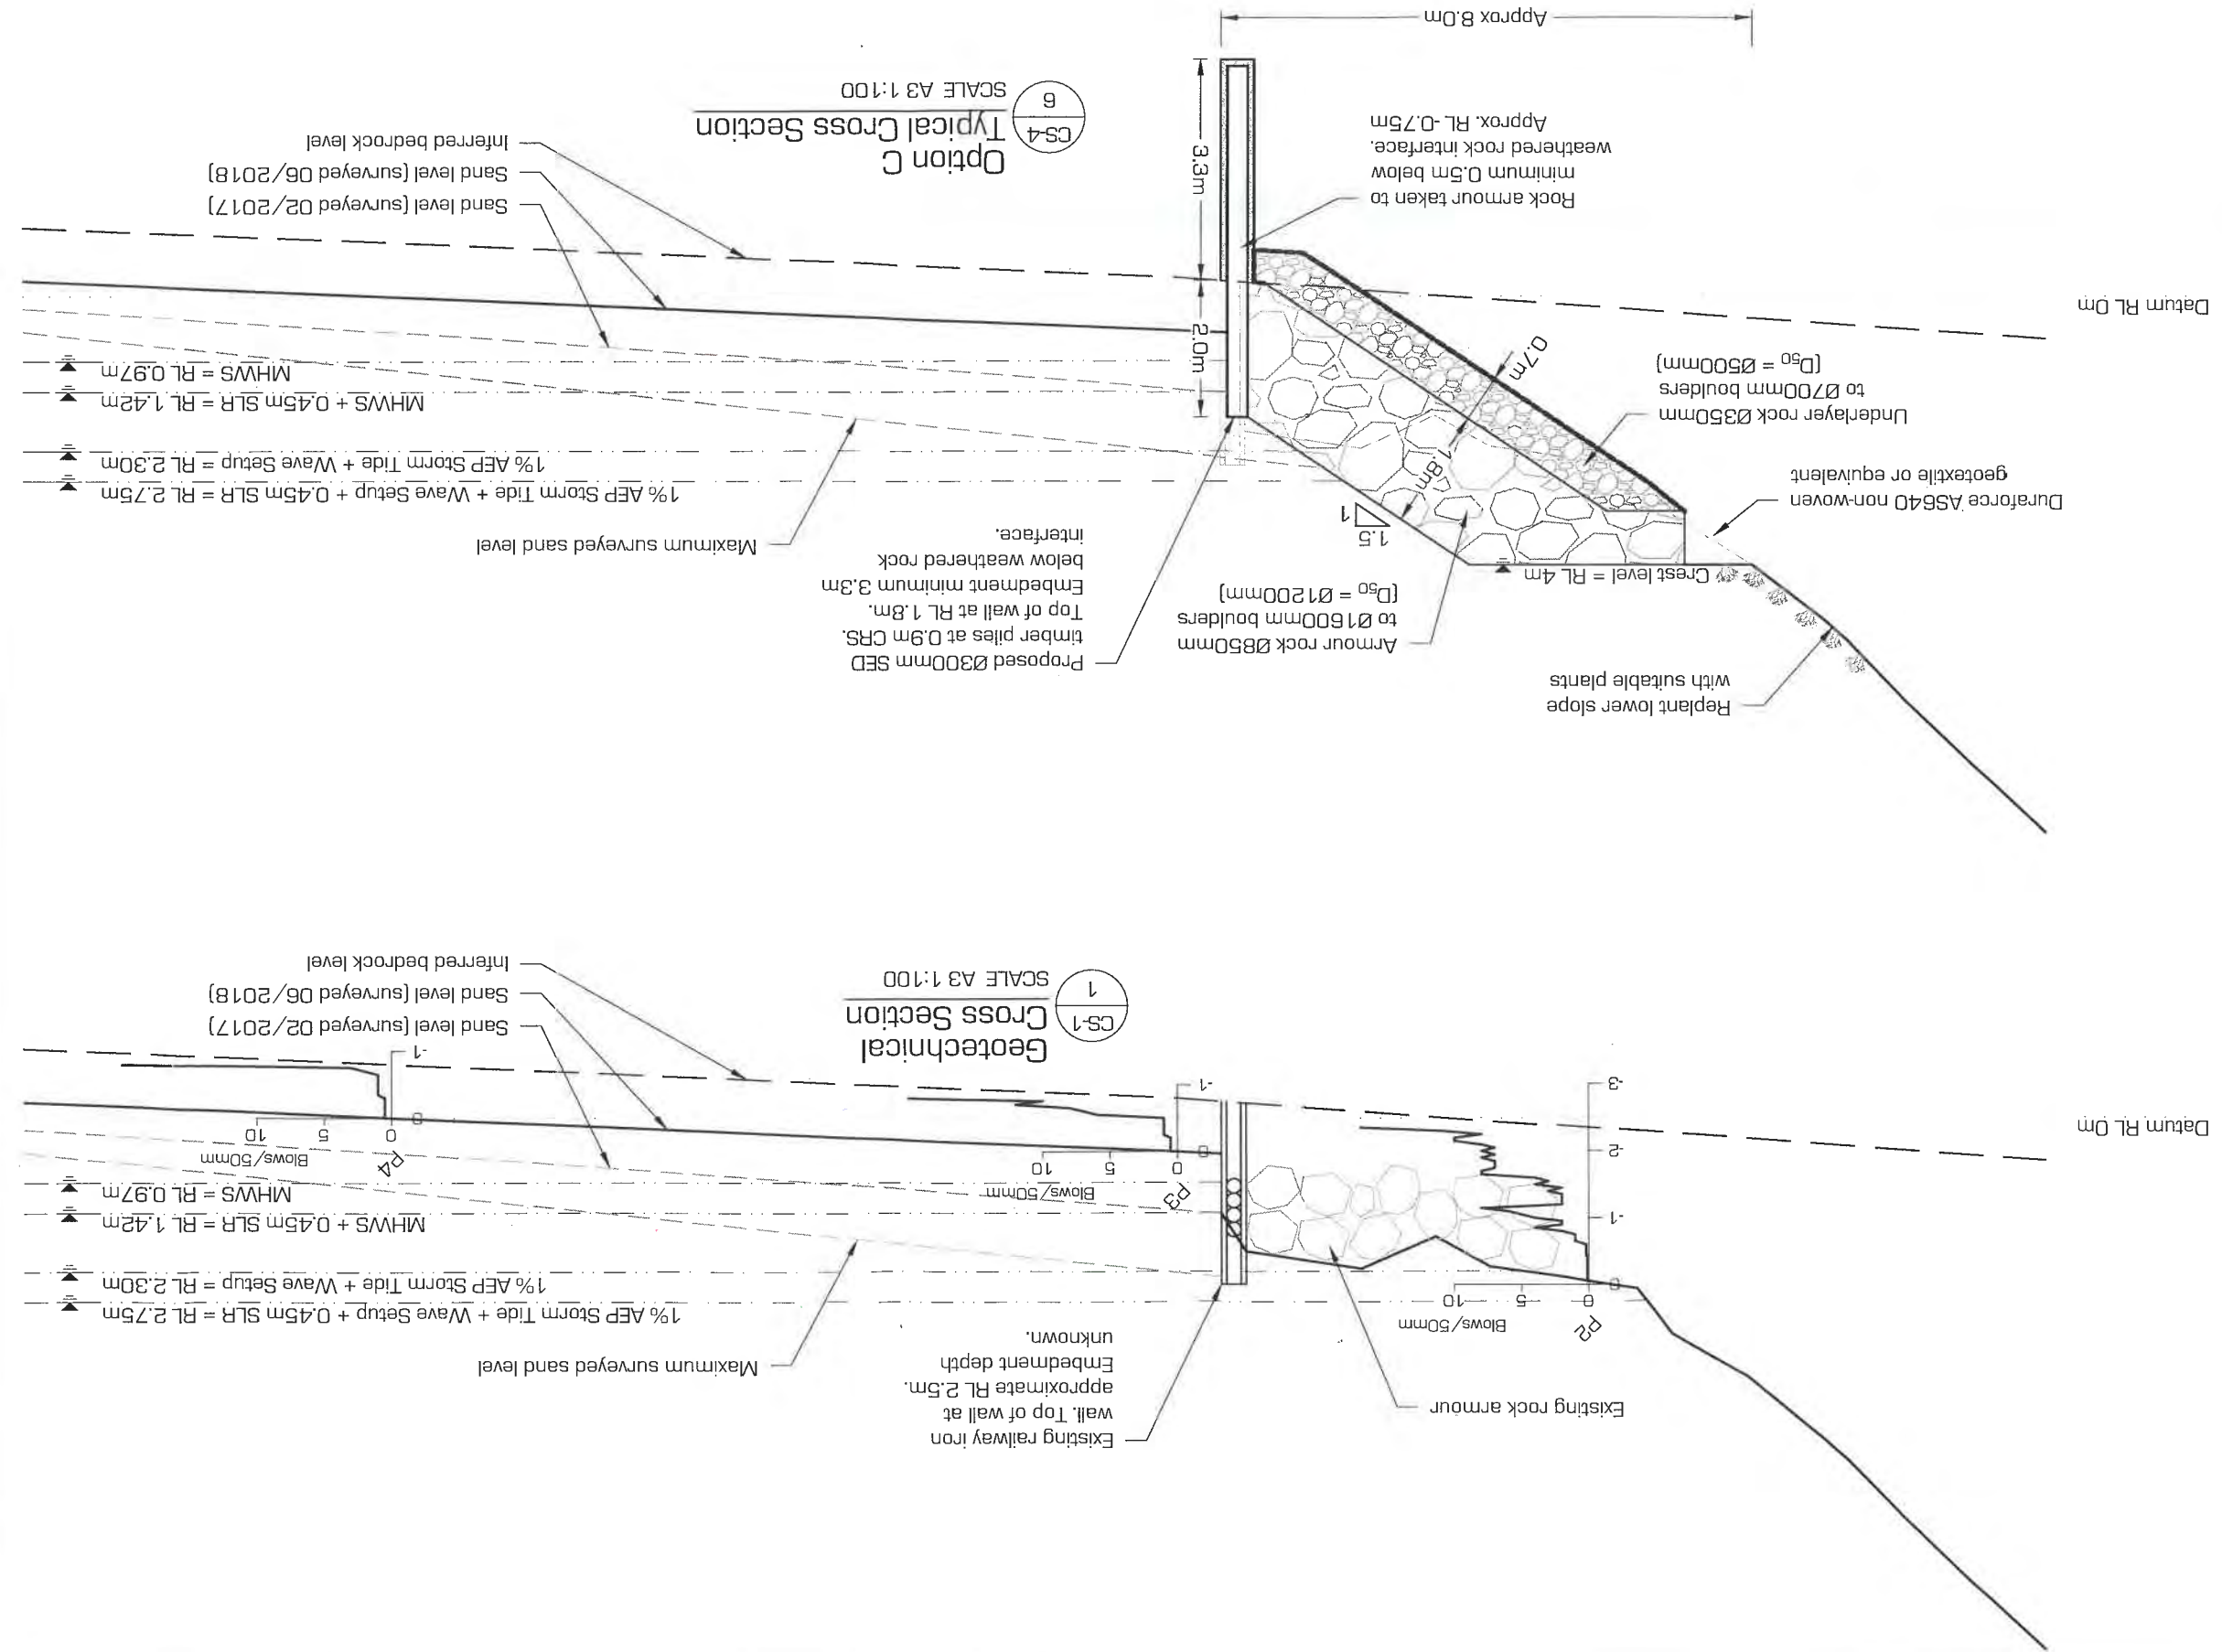 Existing rock armour
Existing railway iron
wall. Top of wall at
approximate RL 2.5m.
Embedment depth
unknown.
Maximum surveyed sand level
1% AEP Storm Tide + Wave Setup + 0.45m SLR = RL 2.75m
1% AEP Storm Tide + Wave Setup = RL 2.30m
MHWS + 0.45m SLR = RL 1.42m
MHWS = RL 0.97m
P2
Blows/50mm
0
5
10
0
-1
-2
-3
P3
Blows/50mm
0
5
10
0
-1
P4
Blows/50mm
0
5
10
0
-1
Datum RL 0m
Sand level (surveyed 02/2017)
Sand level (surveyed 06/2018)
Inferred bedrock level
CS-1
1
Geotechnical
Cross Section
SCALE A3 1:100
Replant lower slope
with suitable plants
Armour rock Ø850mm
to Ø1600mm boulders
(D50 = Ø1200mm)
Proposed Ø300mm SED
timber piles at 0.9m CRS.
Top of wall at RL 1.8m.
Embedment minimum 3.3m
below weathered rock
interface.
Crest level = RL 4m
1.5
1
Maximum surveyed sand level
1% AEP Storm Tide + Wave Setup + 0.45m SLR = RL 2.75m
1% AEP Storm Tide + Wave Setup = RL 2.30m
MHWS + 0.45m SLR = RL 1.42m
MHWS = RL 0.97m
Duraforce AS640 non-woven
geotextile or equivalent
Underlayer rock Ø350mm
to Ø700mm boulders
(D50 = Ø500mm)
1.8m
0.7m
2.0m
3.3m
Datum RL 0m
Rock armour taken to
minimum 0.5m below
weathered rock interface.
Approx. RL -0.75m
Sand level (surveyed 02/2017)
Sand level (surveyed 06/2018)
Inferred bedrock level
CS-4
6
Option C
Typical Cross Section
SCALE A3 1:100
Approx 8.0m